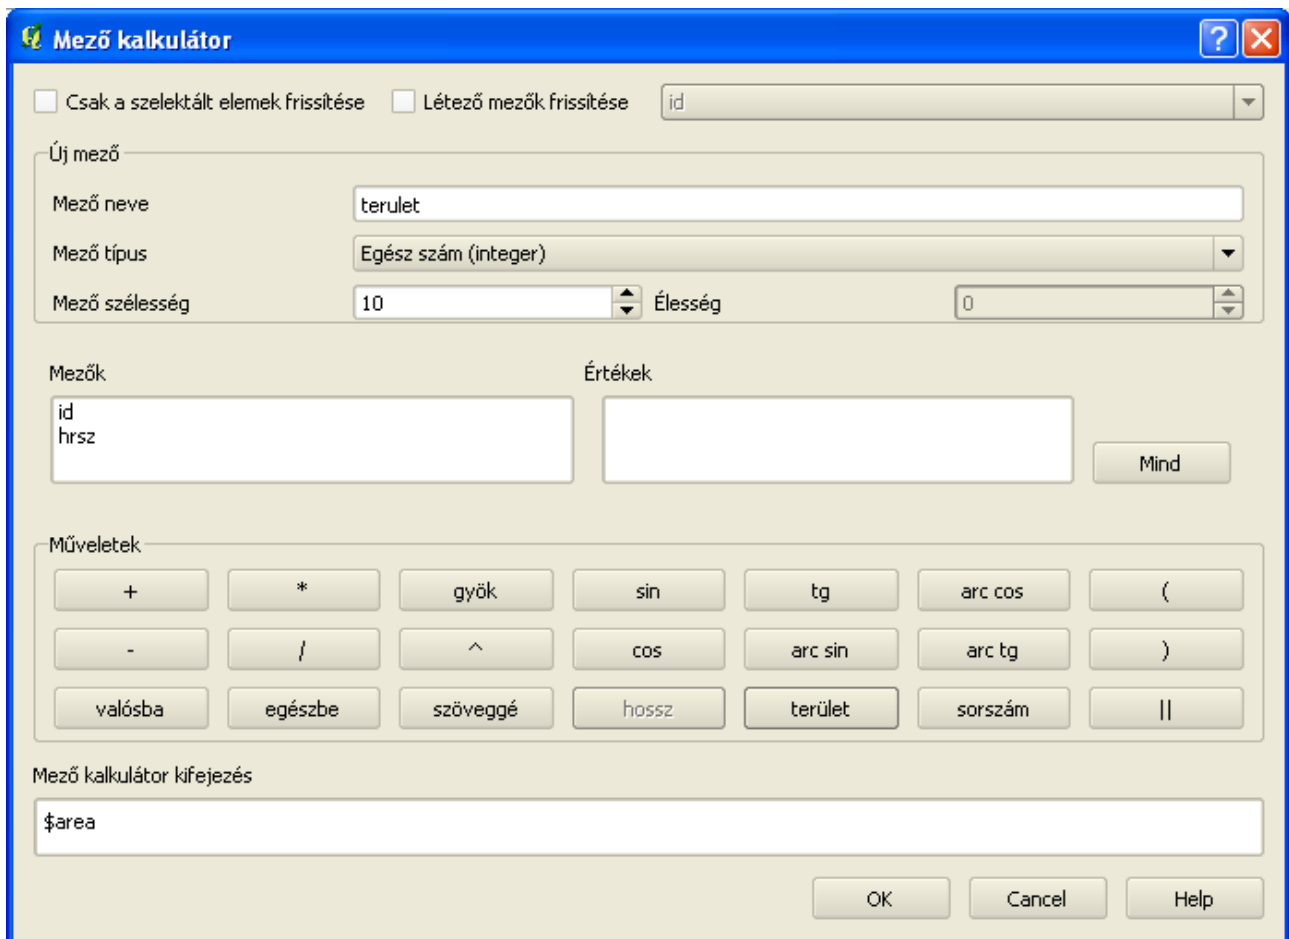 Mező kalkulátor
Csak a szelektált elemek frissítése Létező mezők frissítése id
Új mező
Mező neve terulet
Mező típus Egész szám (integer)
Mező szélesség 10 Élesség 0
Mezők Értékek
id
hrsz
Mind
Műveletek
+ * gyök sin tg arc cos (
- / ^ cos arc sin arc tg )
valósba egészbe szöveggé hossz terület sorszám ||
Mező kalkulátor kifejezés
$area
OK Cancel Help